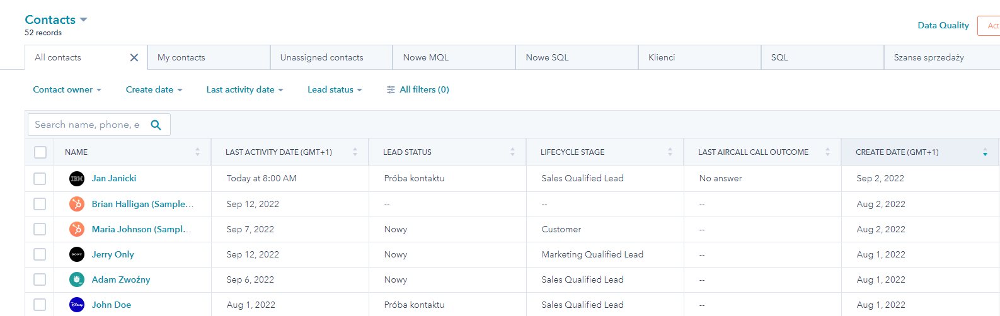 Contacts
52 records
Data Quality
Act
All contacts
My contacts
Unassigned contacts
Nowe MQL
Nowe SQL
Klienci
SQL
Szanse sprzedaży
Contact owner
Create date
Last activity date
Lead status
All filters (0)
Search name, phone, e
NAME
LAST ACTIVITY DATE (GMT+1)
LEAD STATUS
LIFECYCLE STAGE
LAST AIRCALL CALL OUTCOME
CREATE DATE (GMT+1)
IBM
Jan Janicki
Today at 8:00 AM
Próba kontaktu
Sales Qualified Lead
No answer
Sep 2, 2022
Brian Halligan (Sample...
Sep 12, 2022
--
--
--
Aug 2, 2022
Maria Johnson (Sampl...
Sep 7, 2022
Nowy
Customer
--
Aug 2, 2022
SONY
Jerry Only
Sep 12, 2022
Nowy
Marketing Qualified Lead
--
Aug 1, 2022
Adam Zwoźny
Sep 6, 2022
Nowy
Sales Qualified Lead
--
Aug 1, 2022
Disney
John Doe
Aug 1, 2022
Próba kontaktu
Sales Qualified Lead
--
Aug 1, 2022